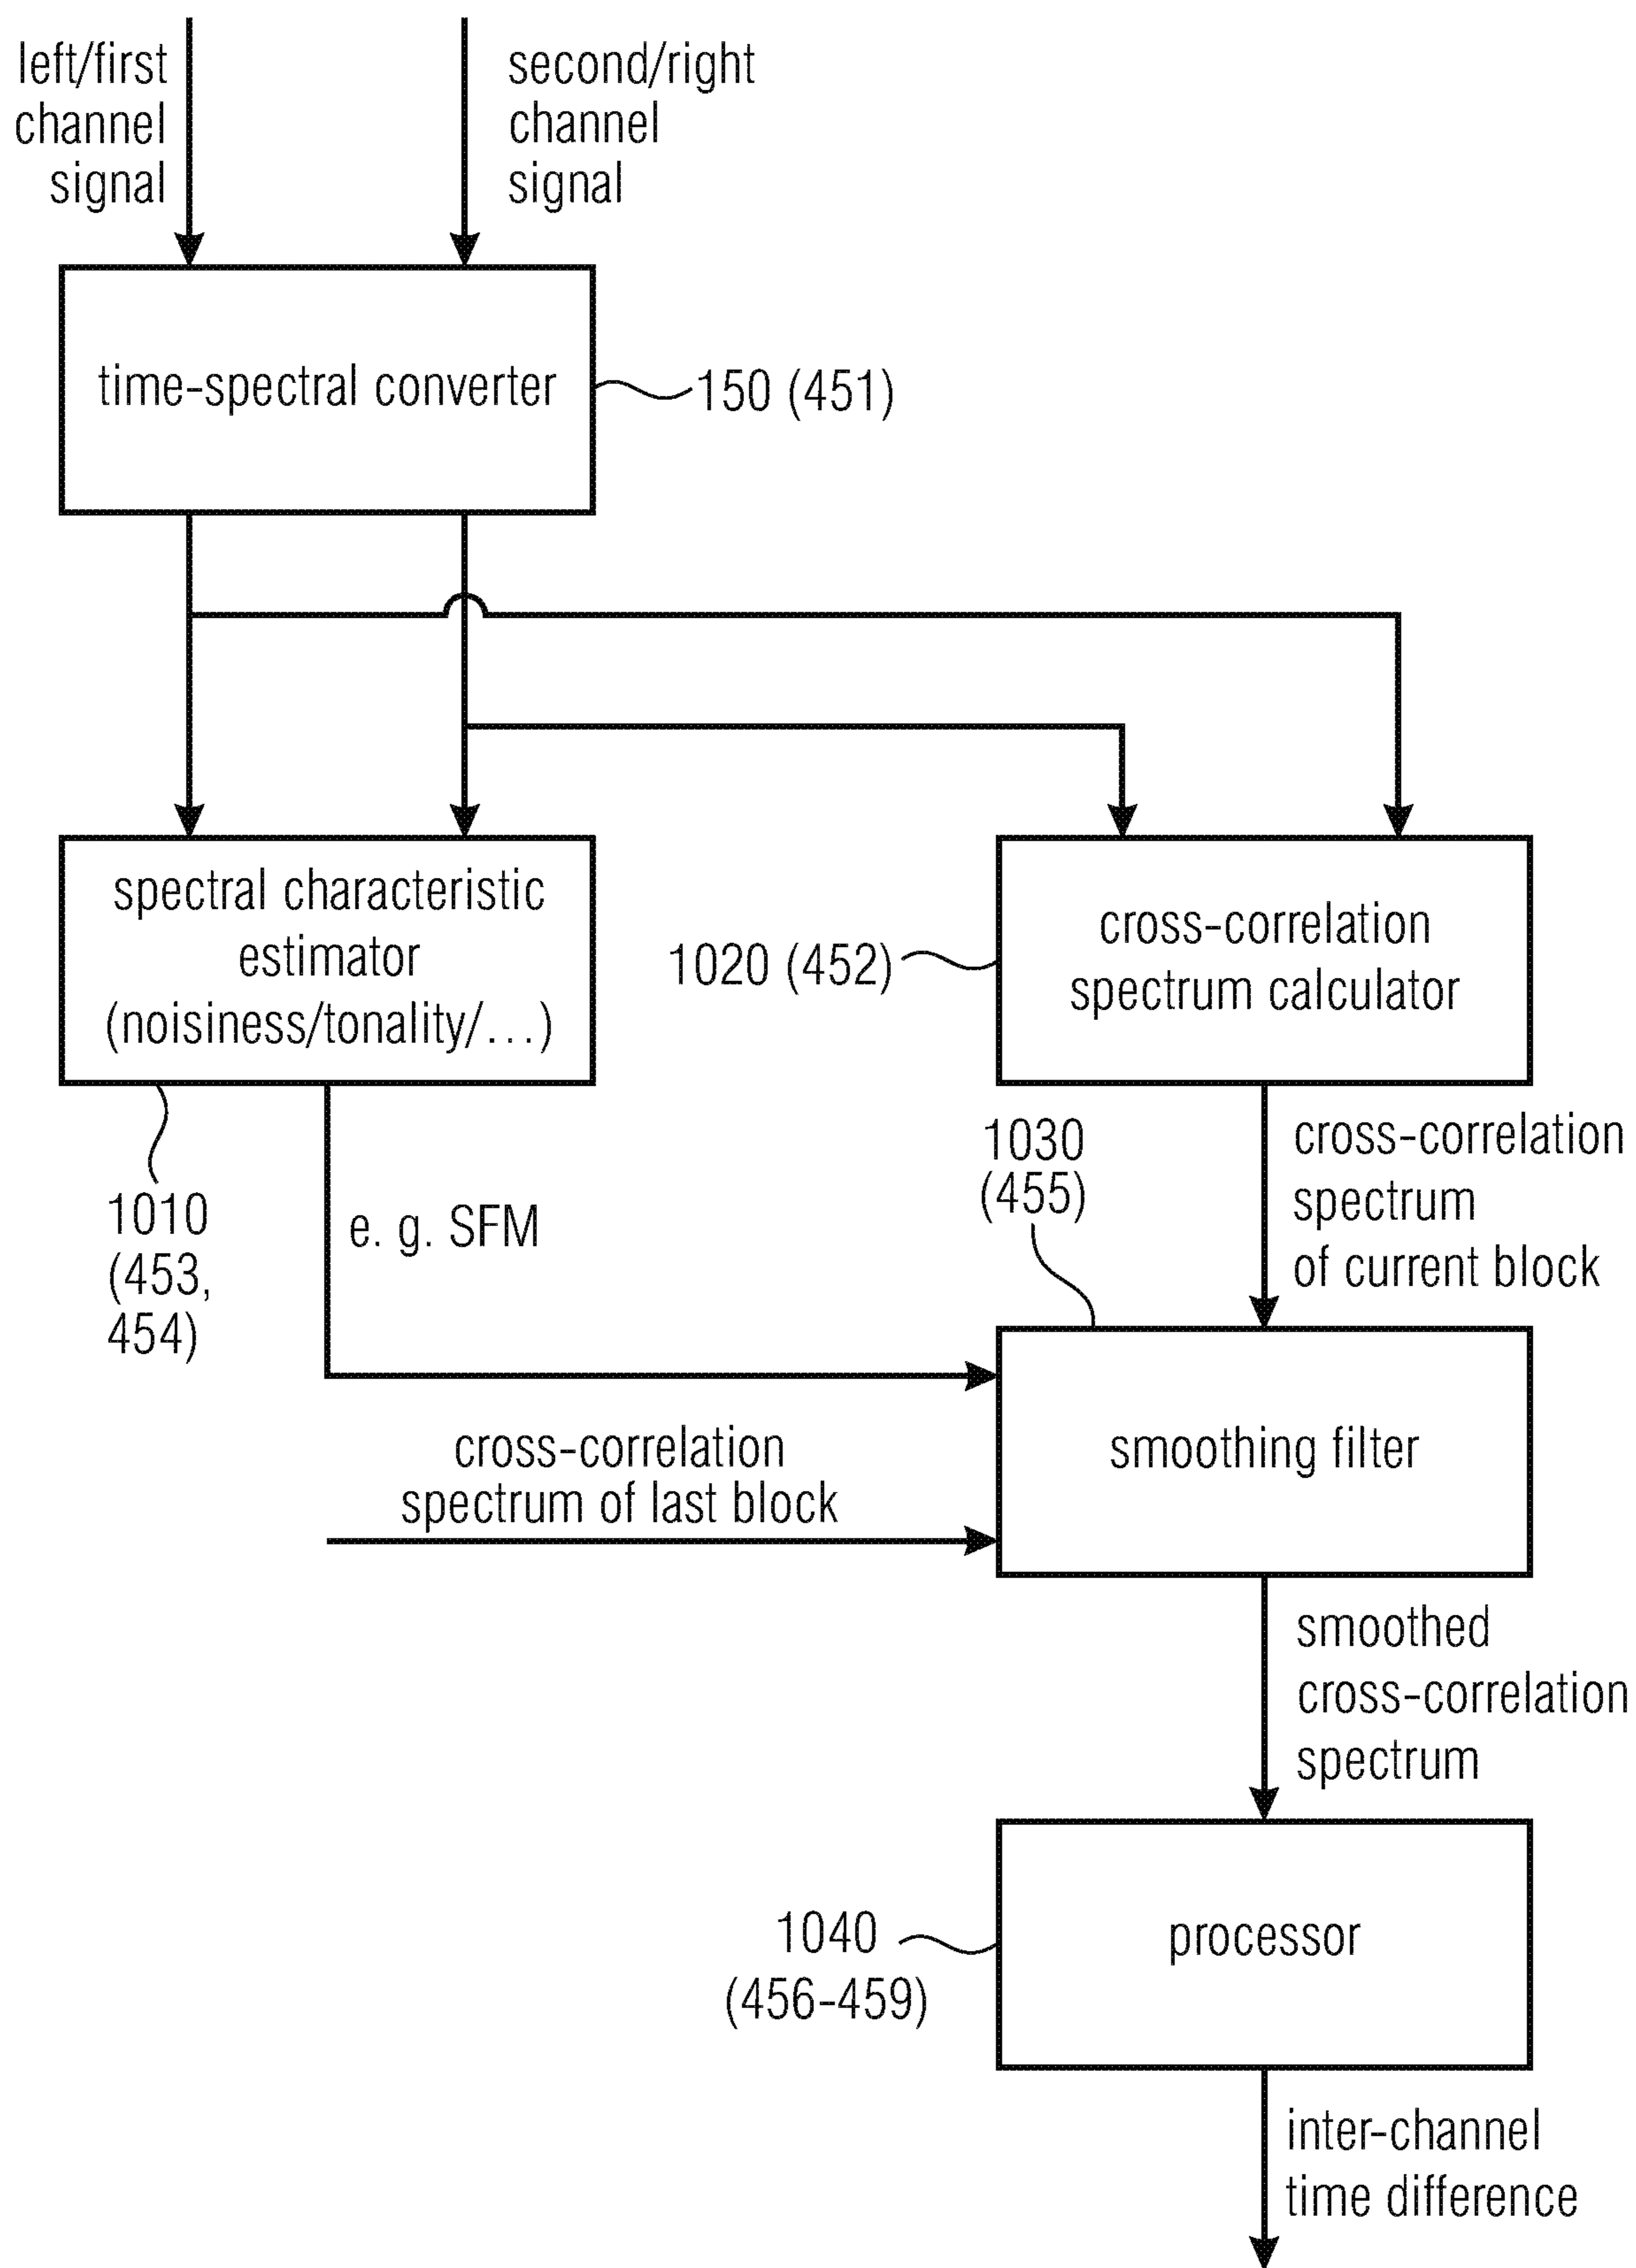 left/first
channel
signal
second/right
channel
signal
time-spectral converter
150 (451)
spectral characteristic
estimator
(noisiness/tonality/...)
1020 (452)
cross-correlation
spectrum calculator
1010
(453,
454)
e. g. SFM
1030
(455)
cross-correlation
spectrum
of current block
cross-correlation
spectrum of last block
smoothing filter
smoothed
cross-correlation
spectrum
1040
(456-459)
processor
inter-channel
time difference